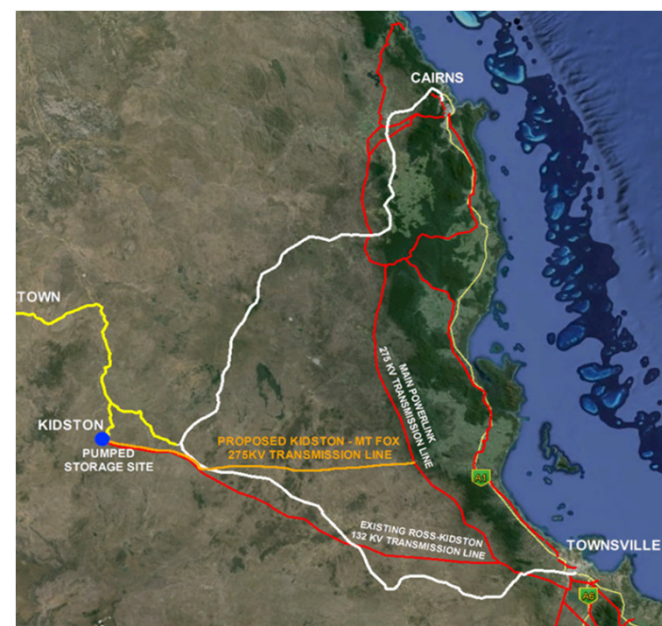 CAIRNS
TOWN
MAIN POWERLINK
275 KV TRANSMISSION LINE
KIDSTON
PUMPED
STORAGE SITE
PROPOSED KIDSTON - MT FOX
275KV TRANSMISSION LINE
A1
EXISTING ROSS-KIDSTON
132 KV TRANSMISSION LINE
TOWNSVILLE